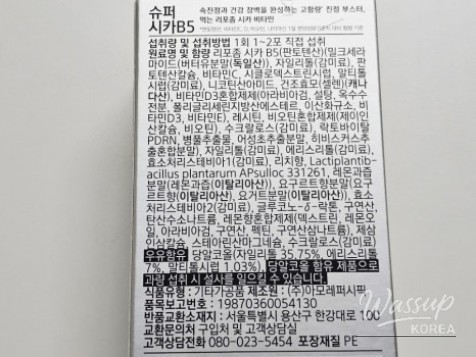 슈퍼
시카B5
속진정과 건강 장벽을 완성하는 고함량* 진정 부스터,
먹는 리포좀 시카 비타민
섭취량 및 섭취방법 1회 1~2포 직접 섭취
원료명 및 함량 리포좀 시카 B5(판토텐산)(밀크세라
마이드(버터유분말(독일산)), 자일리톨(감미료), 판
토텐산칼슘, 비타민C, 시클로덱스트린시럽, 말티톨
시럽(감미료), 니코틴산아미드, 건조효모(셀렌)(캐나
다산), 비타민D3혼합제제(아라비아검, 설탕, 옥수수
전분, 폴리글리세린지방산에스테르, 이산화규소, 비
타민D3, 비타민E), 레시틴, 비오틴혼합제제(제이인
산칼슘, 비오틴), 수크랄로스(감미료), 락토바이탈
PDRN, 병풀추출물, 어성초추출분말, 히비스커스추
출혼합분말), 자일리톨(감미료), 에리스리톨(감미료),
효소처리스테비아1(감미료), 리치향, Lactiplantib-
acillus plantarum APsulloc 331261, 레몬과즙
분말(레몬과즙(이탈리아산)), 요구르트향분말(요구
르트향(이탈리아산)), 요거트분말(이탈리아산)), 효소
처리스테비아2(감미료), 글루코노-δ-락톤, 구연산
탄산수소나트륨, 레몬향혼합제제(덱스트린, 레몬오
일, 아라비아검, 구연산, 펙틴, 구연산삼나트륨), 제삼
인산칼슘, 스테아린산마그네슘, 수크랄로스(감미료)
우유함유 당알코올(자일리톨 35.75%, 에리스리톨
7%, 말티톨시럽 1.03%), 당알코올 함유 제품으로
과량 섭취 시 설사를 일으킬 수 있습니다
식품유형 : 기타가공품 제조원 : (주)아모레퍼시픽
품목보고번호 : 19870360054130
반품교환소재지 : 서울특별시 용산구 한강대로 100
교환문의처 구입처 및 고객상담실
고객상담전화 080-023-5454 포장재질 PE
Wassup
KOREA